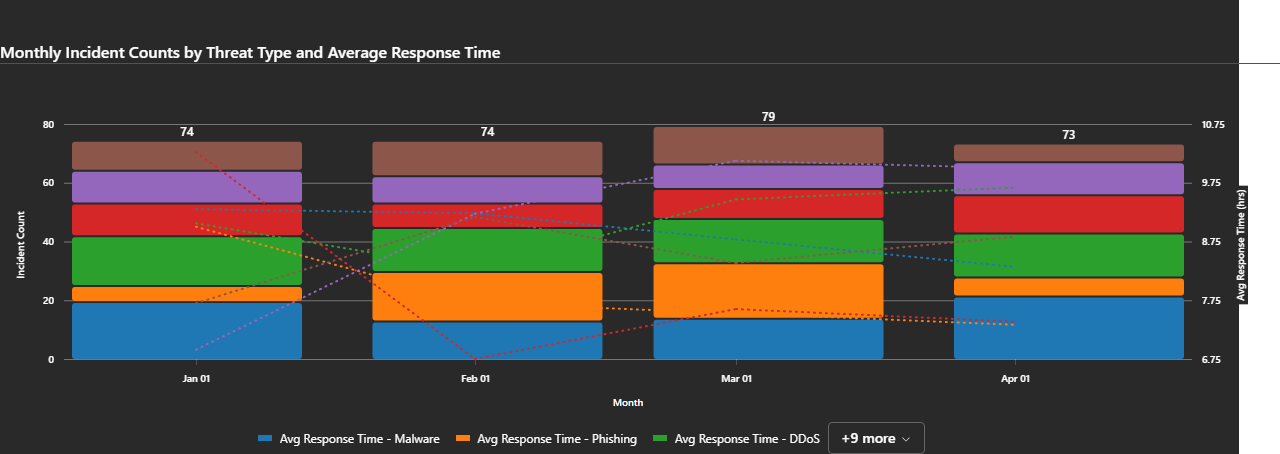 Monthly Incident Counts by Threat Type and Average Response Time
Incident Count
80
60
40
20
0
74
74
79
73
10.75
9.75
8.75
7.75
6.75
Avg Response Time (hrs)
Jan 01
Feb 01
Mar 01
Apr 01
Month
Avg Response Time - Malware
Avg Response Time - Phishing
Avg Response Time - DDoS
+9 more